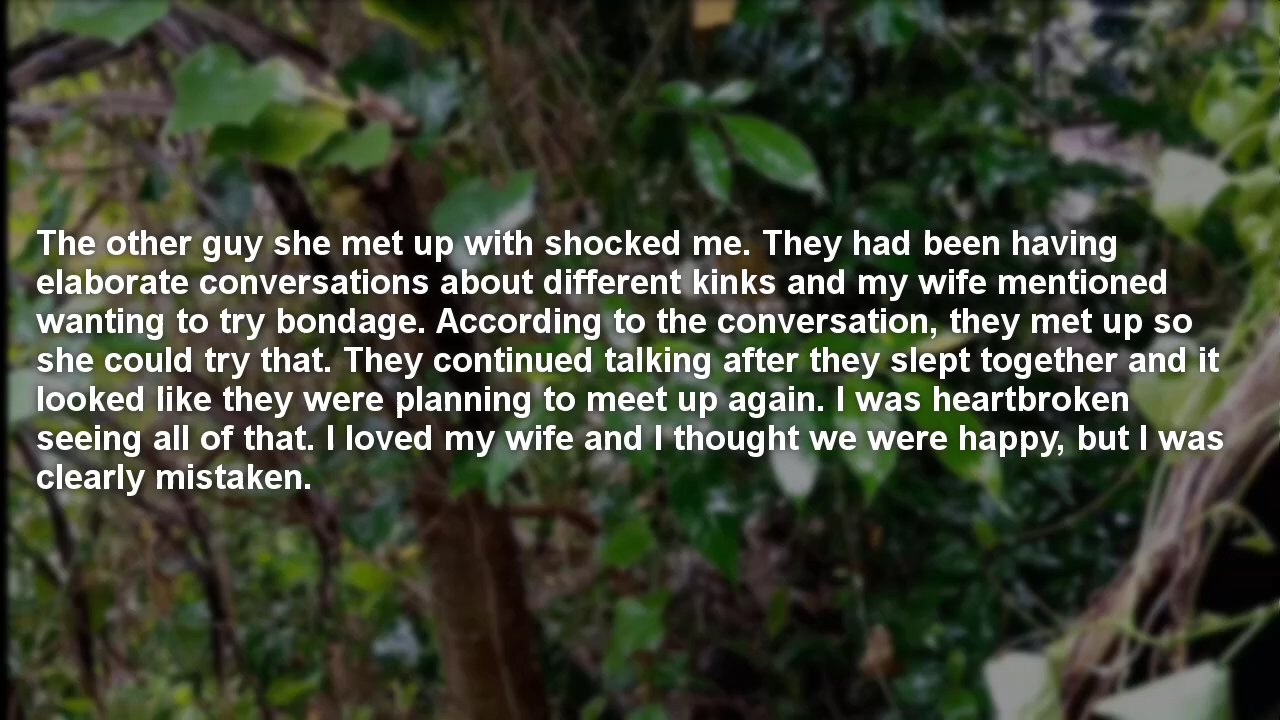 The other guy she met up with shocked me. They had been having
elaborate conversations about different kinks and my wife mentioned
wanting to try bondage. According to the conversation, they met up so
she could try that. They continued talking after they slept together and it
looked like they were planning to meet up again. I was heartbroken
seeing all of that. I loved my wife and I thought we were happy, but I was
clearly mistaken.